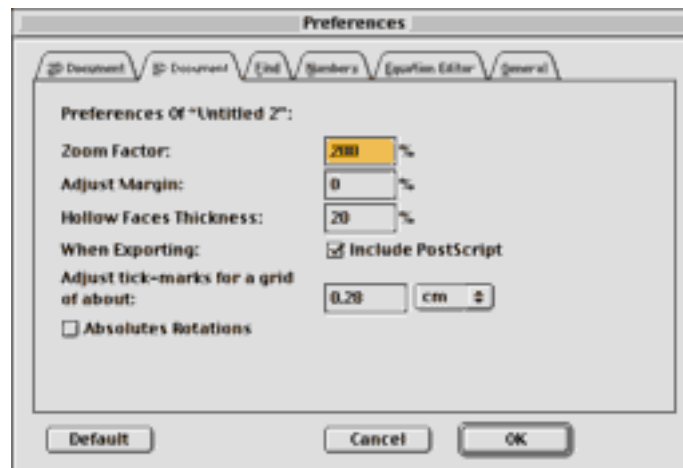 Preferences
2D Document 3D Document Find Numbers Equation Editor General
Preferences Of "Untitled 2":
Zoom Factor: 200 %
Adjust Margin: 0 %
Hollow Faces Thickness: 20 %
When Exporting: Include PostScript
Adjust tick-marks for a grid
of about: 0.28 cm
Absolutes Rotations
Default Cancel OK